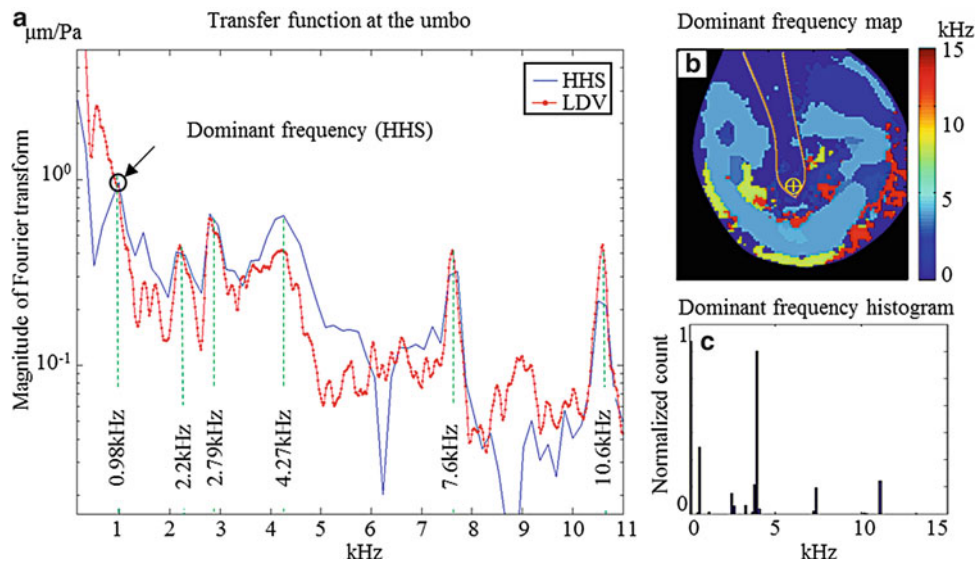 a
Transfer function at the umbo
μm/Pa
HHS
LDV
Dominant frequency (HHS)
10⁰
10⁻¹
Magnitude of Fourier transform
0.98kHz
2.2kHz
2.79kHz
4.27kHz
7.6kHz
10.6kHz
1 2 3 4 5 6 7 8 9 10 11
kHz
Dominant frequency map
kHz
b
15
10
5
0
Dominant frequency histogram
c
1
0
Normalized count
0 5 10 15
kHz